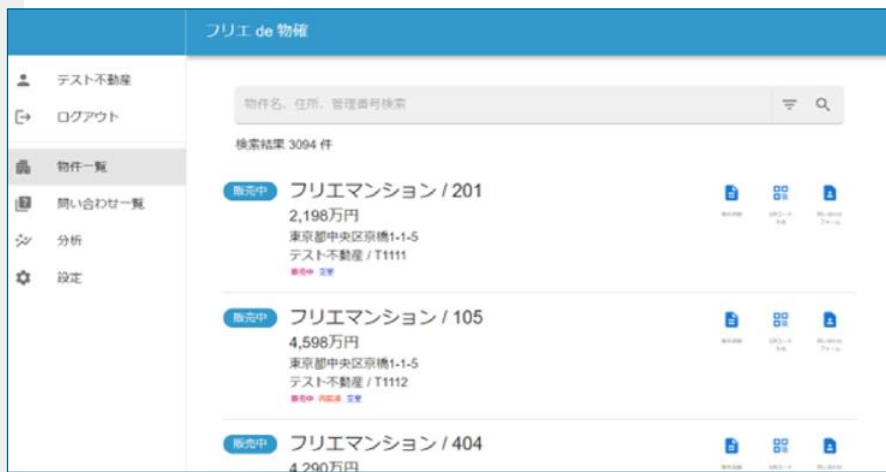 フリエ de 物確
テスト不動産
ログアウト
物件一覧
問い合わせ一覧
分析
設定
物件名、住所、管理番号検索
検索結果 3094 件
販売中
フリエマンション / 201
2,198万円
東京都中央区京橋1-1-5
テスト不動産 / T1111
販売中 空室
販売中
フリエマンション / 105
4,598万円
東京都中央区京橋1-1-5
テスト不動産 / T1112
販売中
空室
販売中
フリエマンション / 404
4,290万円